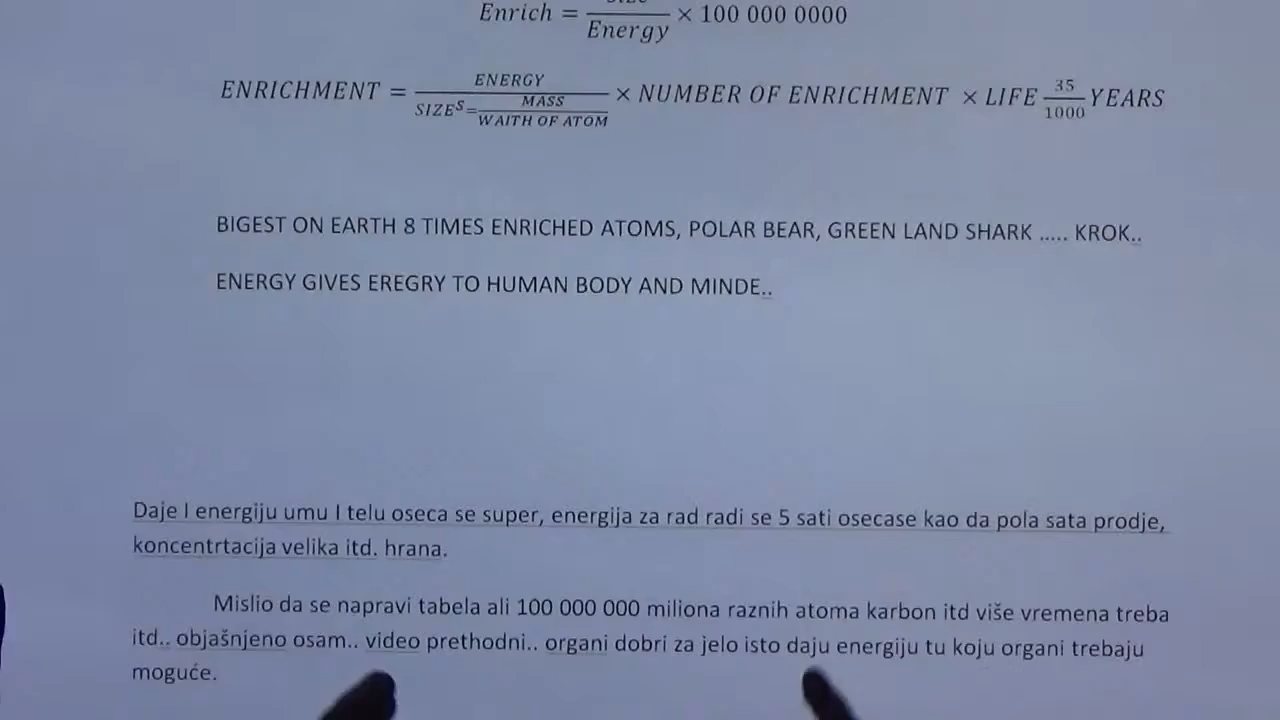 Enrich = SIZE/Energy × 100 000 0000
ENRICHMENT = ENERGY/SIZE^S=MASS/WAITH OF ATOM × NUMBER OF ENRICHMENT × LIFE 35/1000 YEARS
BIGEST ON EARTH 8 TIMES ENRICHED ATOMS, POLAR BEAR, GREEN LAND SHARK ..... KROK..
ENERGY GIVES EREGRY TO HUMAN BODY AND MINDE..
Daje I energiju umu I telu oseca se super, energija za rad radi se 5 sati osecase kao da pola sata prodje,
koncentrtacija velika itd. hrana.
Mislio da se napravi tabela ali 100 000 000 miliona raznih atoma karbon itd više vremena treba
itd.. objašnjeno osam.. video prethodni.. organi dobri za jelo isto daju energiju tu koju organi trebaju
moguće.